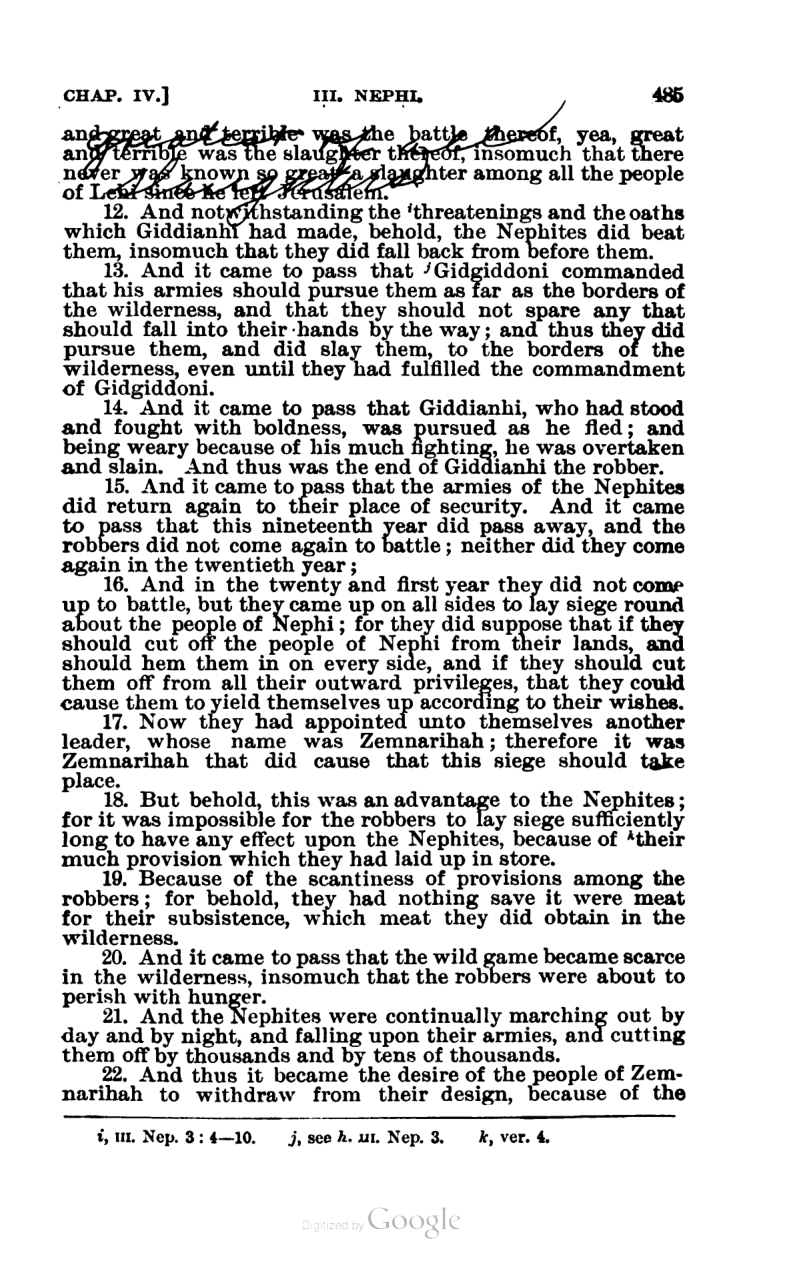 CHAP. IV.] III. NEPHI. 485
and great and terrible was the battle thereof, yea, great
and terrible was the slaughter thereof, insomuch that there
never was known so great a slaughter among all the people
of Lehi since he left Jerusalem.
12. And notwithstanding the ⁱthreatenings and the oaths
which Giddianhi had made, behold, the Nephites did beat
them, insomuch that they did fall back from before them.
13. And it came to pass that ʲGidgiddoni commanded
that his armies should pursue them as far as the borders of
the wilderness, and that they should not spare any that
should fall into their hands by the way; and thus they did
pursue them, and did slay them, to the borders of the
wilderness, even until they had fulfilled the commandment
of Gidgiddoni.
14. And it came to pass that Giddianhi, who had stood
and fought with boldness, was pursued as he fled; and
being weary because of his much fighting, he was overtaken
and slain. And thus was the end of Giddianhi the robber.
15. And it came to pass that the armies of the Nephites
did return again to their place of security. And it came
to pass that this nineteenth year did pass away, and the
robbers did not come again to battle; neither did they come
again in the twentieth year;
16. And in the twenty and first year they did not come
up to battle, but they came up on all sides to lay siege round
about the people of Nephi; for they did suppose that if they
should cut off the people of Nephi from their lands, and
should hem them in on every side, and if they should cut
them off from all their outward privileges, that they could
cause them to yield themselves up according to their wishes.
17. Now they had appointed unto themselves another
leader, whose name was Zemnarihah; therefore it was
Zemnarihah that did cause that this siege should take
place.
18. But behold, this was an advantage to the Nephites;
for it was impossible for the robbers to lay siege sufficiently
long to have any effect upon the Nephites, because of ᵏtheir
much provision which they had laid up in store.
19. Because of the scantiness of provisions among the
robbers; for behold, they had nothing save it were meat
for their subsistence, which meat they did obtain in the
wilderness.
20. And it came to pass that the wild game became scarce
in the wilderness, insomuch that the robbers were about to
perish with hunger.
21. And the Nephites were continually marching out by
day and by night, and falling upon their armies, and cutting
them off by thousands and by tens of thousands.
22. And thus it became the desire of the people of Zem-
narihah to withdraw from their design, because of the
i, III. Nep. 3:4—10. j, see h. III. Nep. 3. k, ver. 4.
Digitized by Google